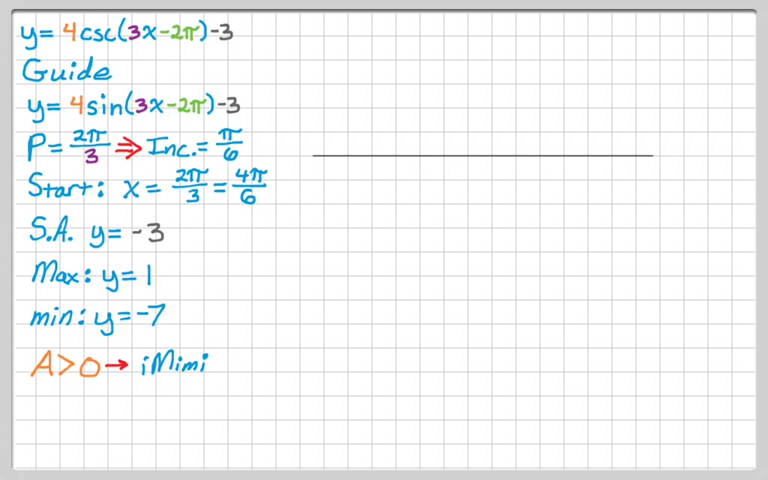 y= 4csc(3x-2π)-3
Guide
y= 4sin(3x-2π)-3
P= 2π/3 ⇒ Inc.= π/6
Start: x = 2π/3 = 4π/6
S.A. y= -3
Max: y= 1
min: y= -7
A>0 → iMimi